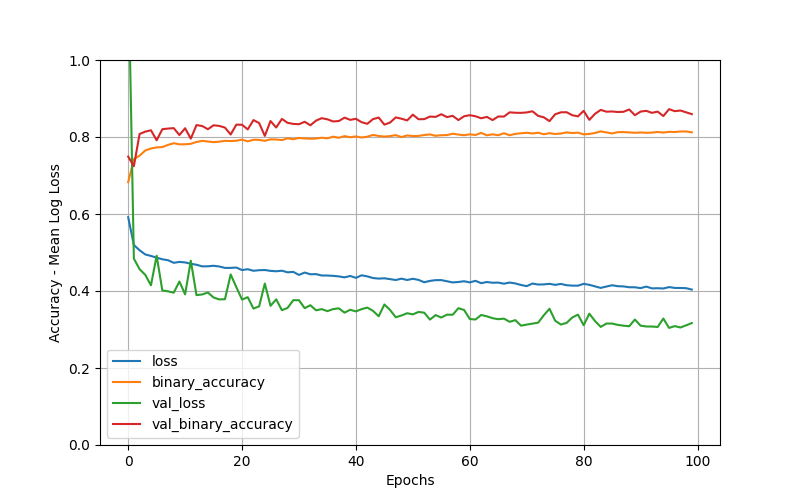 1.0
0.8
0.6
0.4
0.2
0.0
Accuracy - Mean Log Loss
loss
binary_accuracy
val_loss
val_binary_accuracy
0 20 40 60 80 100
Epochs